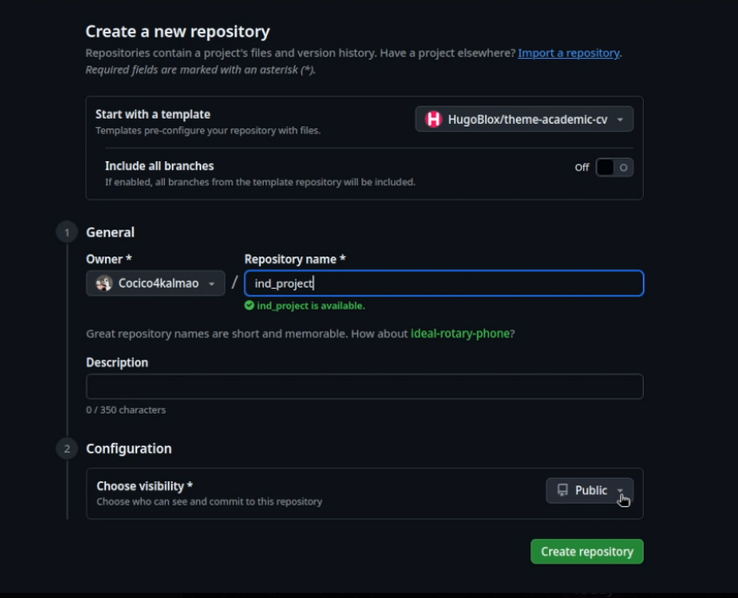 Create a new repository
Repositories contain a project's files and version history. Have a project elsewhere? Import a repository.
Required fields are marked with an asterisk (*).
Start with a template
Templates pre-configure your repository with files.
H HugoBlox/theme-academic-cv
Include all branches
If enabled, all branches from the template repository will be included.
Off
1 General
Owner *
Repository name *
Cocico4kalmao / ind_project
ind_project is available.
Great repository names are short and memorable. How about ideal-rotary-phone?
Description
0 / 350 characters
2 Configuration
Choose visibility *
Choose who can see and commit to this repository
Public
Create repository